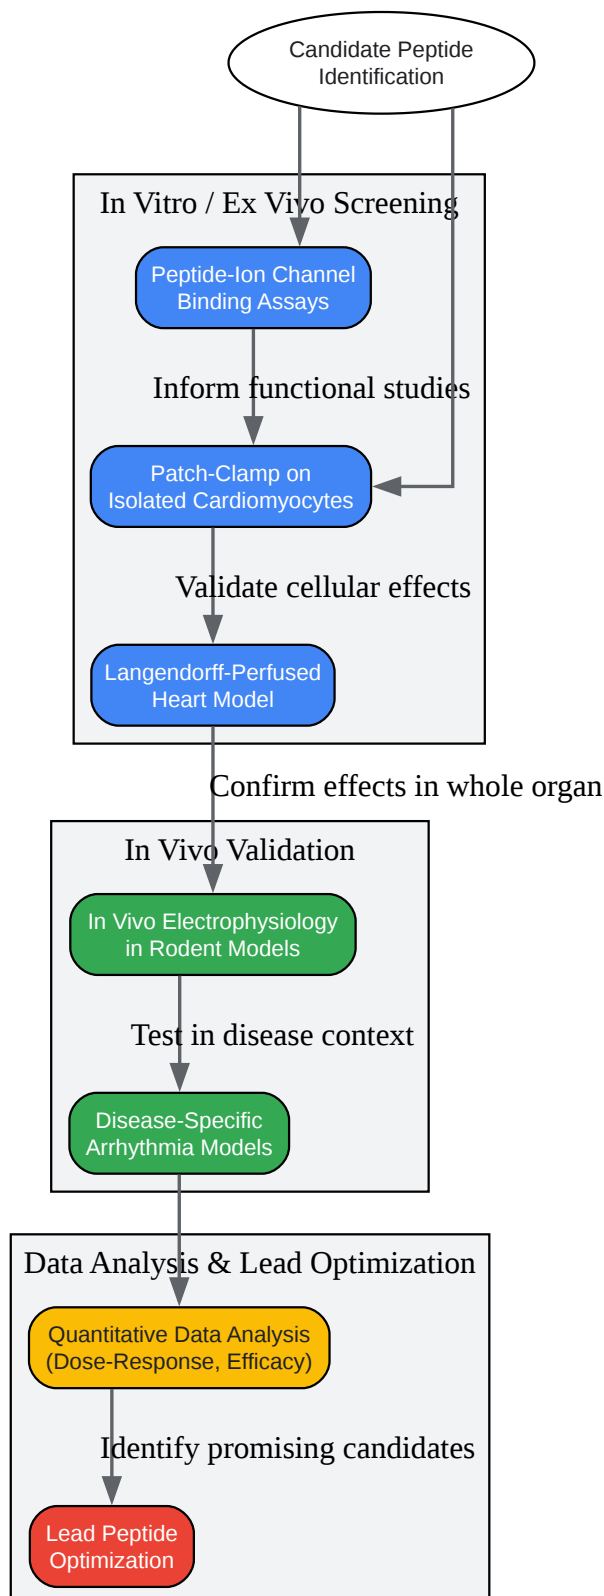 Candidate Peptide
Identification
In Vitro / Ex Vivo Screening
Peptide-Ion Channel
Binding Assays
Inform functional studies
Patch-Clamp on
Isolated Cardiomyocytes
Validate cellular effects
Langendorff-Perfused
Heart Model
Confirm effects in whole organ
In Vivo Validation
In Vivo Electrophysiology
in Rodent Models
Test in disease context
Disease-Specific
Arrhythmia Models
Data Analysis & Lead Optimization
Quantitative Data Analysis
(Dose-Response, Efficacy)
Identify promising candidates
Lead Peptide
Optimization